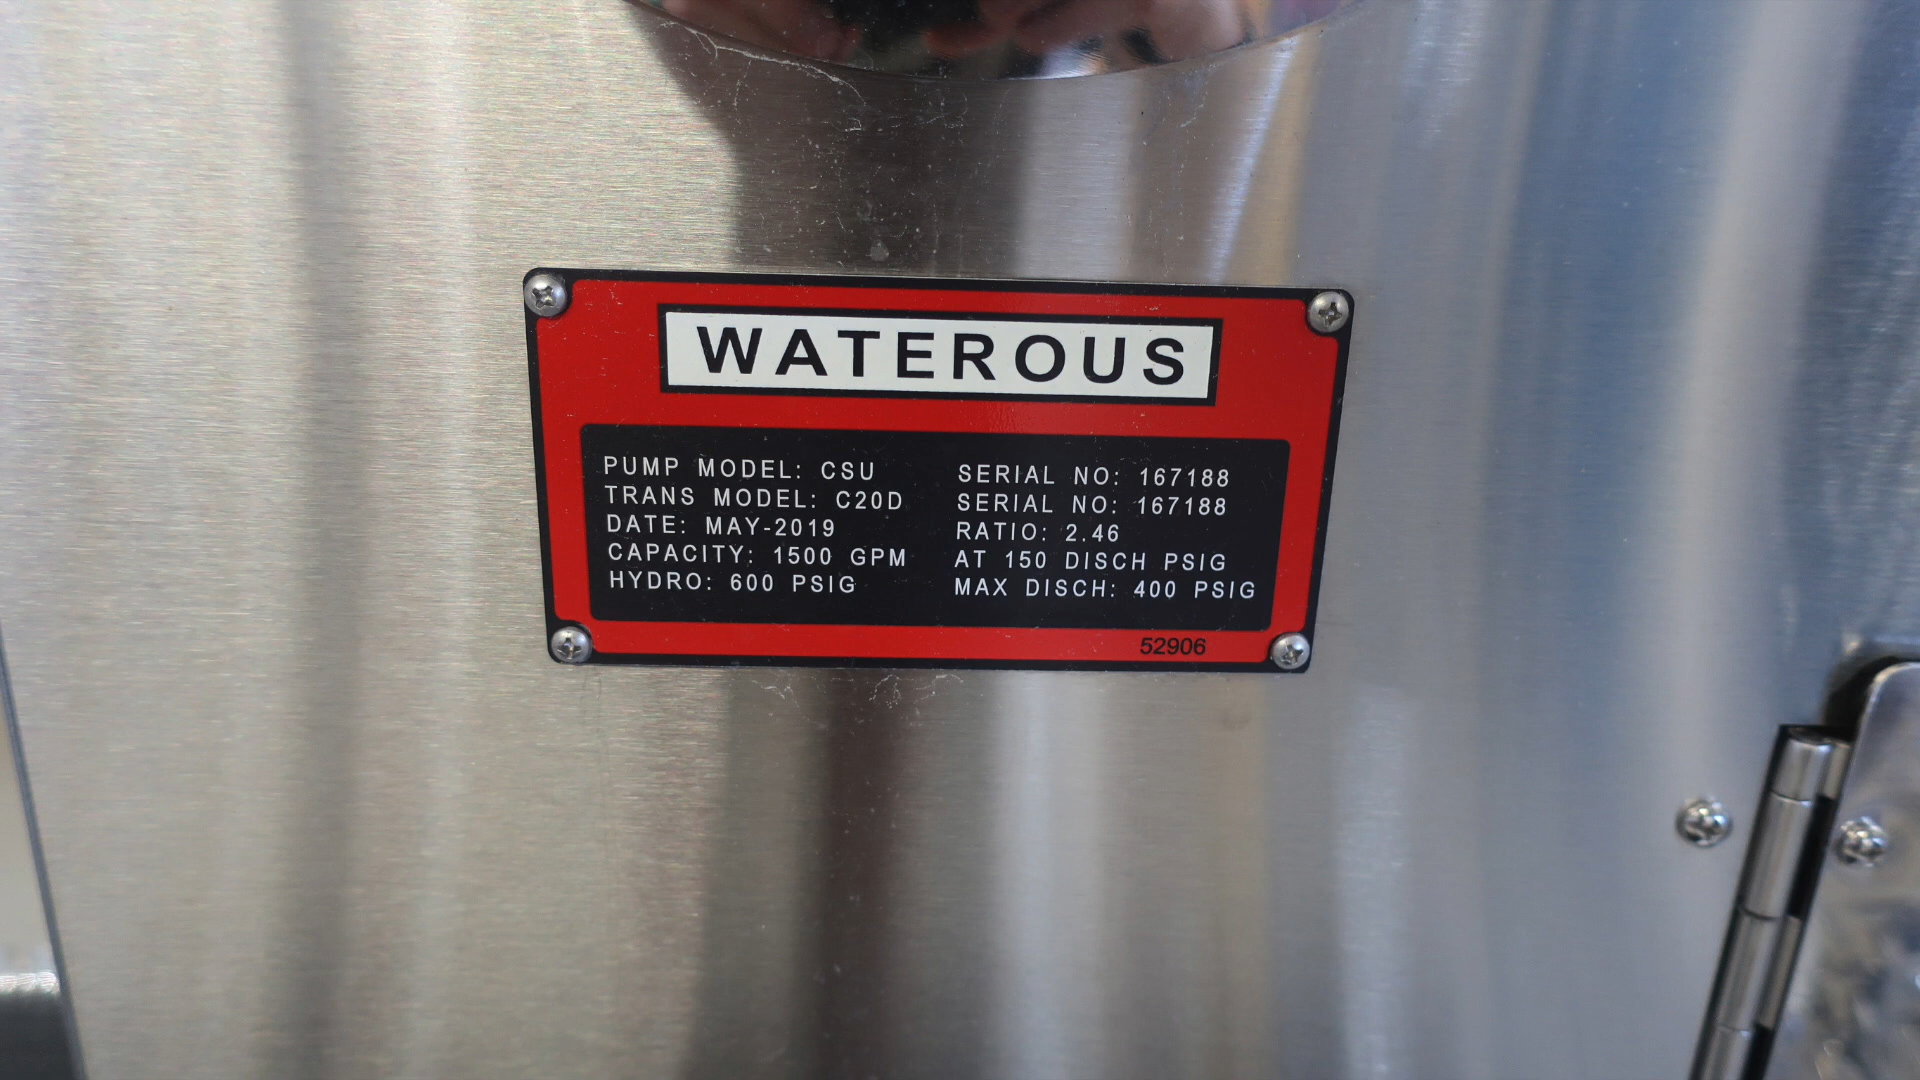 WATEROUS
PUMP MODEL: CSU SERIAL NO: 167188
TRANS MODEL: C20D SERIAL NO: 167188
DATE: MAY-2019 RATIO: 2.46
CAPACITY: 1500 GPM AT 150 DISCH PSIG
HYDRO: 600 PSIG MAX DISCH: 400 PSIG
52906